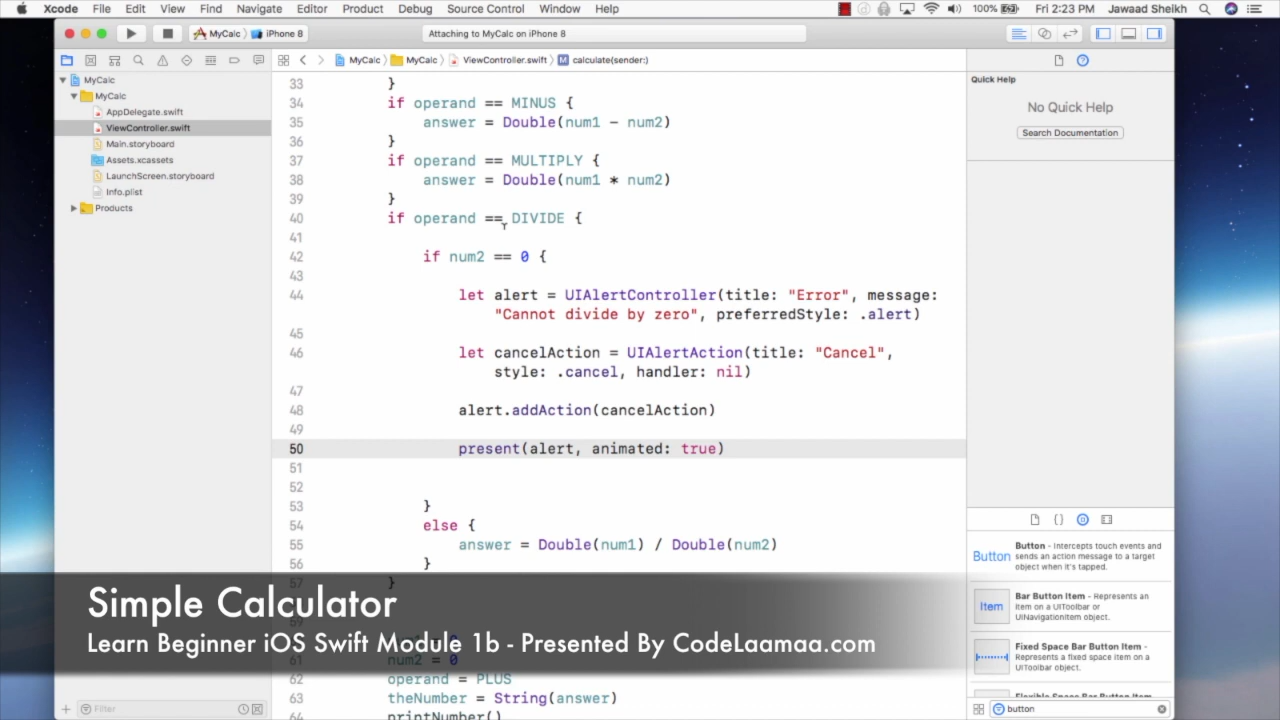 Xcode File Edit View Find Navigate Editor Product Debug Source Control Window Help 100% Fri 2:23 PM Jawaad Sheikh
MyCalc iPhone 8 Attaching to MyCalc on iPhone 8
MyCalc MyCalc ViewController.swift M calculate(sender:)
MyCalc
MyCalc
AppDelegate.swift
ViewController.swift
Main.storyboard
Assets.xcassets
LaunchScreen.storyboard
Info.plist
Products
Filter
33 }
34 if operand == MINUS {
35 answer = Double(num1 - num2)
36 }
37 if operand == MULTIPLY {
38 answer = Double(num1 * num2)
39 }
40 if operand == DIVIDE {
41
42 if num2 == 0 {
43
44 let alert = UIAlertController(title: "Error", message:
"Cannot divide by zero", preferredStyle: .alert)
45
46 let cancelAction = UIAlertAction(title: "Cancel",
style: .cancel, handler: nil)
47
48 alert.addAction(cancelAction)
49
50 present(alert, animated: true)
51
52
53 }
54 else {
55 answer = Double(num1) / Double(num2)
56 }
57 }
61 num2 = 0
62 operand = PLUS
63 theNumber = String(answer)
64 printNumber()
Simple Calculator
Learn Beginner iOS Swift Module 1b - Presented By CodeLaamaa.com
Quick Help
No Quick Help
Search Documentation
Button
Button - Intercepts touch events and
sends an action message to a target
object when it's tapped.
Item
Bar Button Item - Represents an
item on a UIToolbar or
UINavigationItem object.
Fixed Space Bar Button Item -
Represents a fixed space item on a
UIToolbar object.
Flexible Space Bar Button Item
button